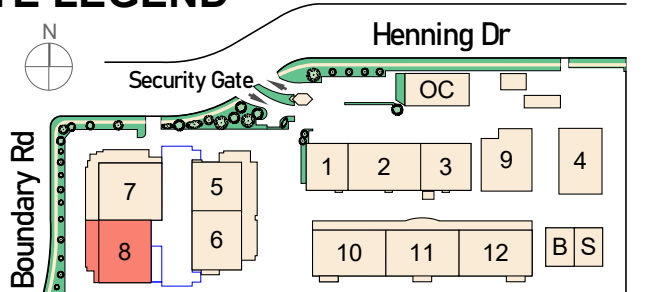 TE LEGEND
N
Henning Dr
Security Gate
OC
Boundary Rd
1 2 3 9 4
7 5
8 6
10 11 12 B S